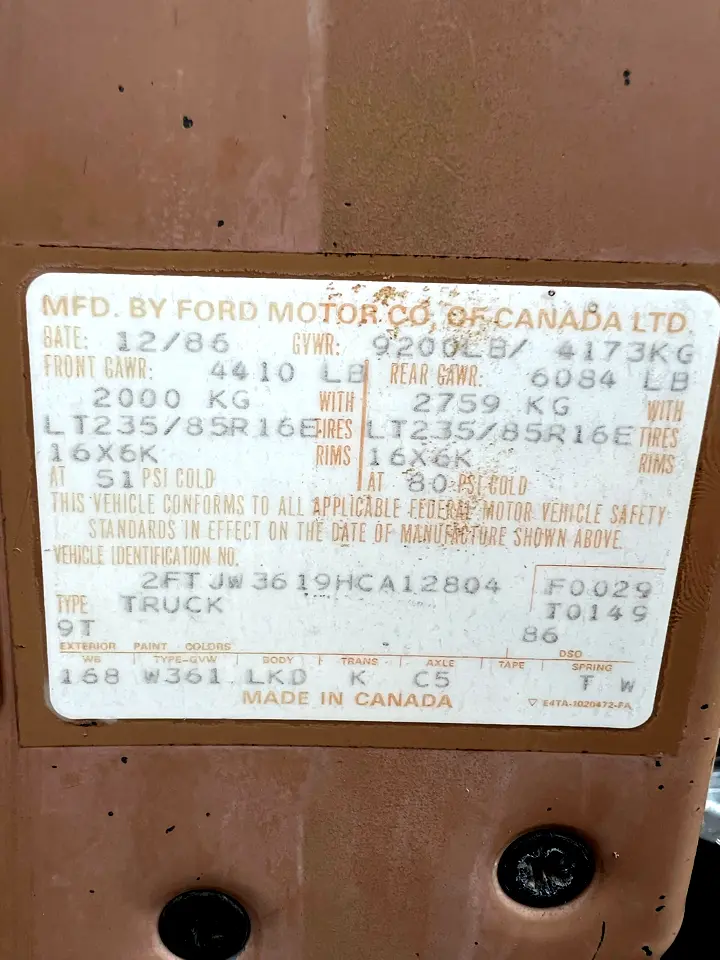 MFD. BY FORD MOTOR CO, OF CANADA LTD.
DATE: 12/86 GVWR: 9200LB/ 4173KG
FRONT GAWR: 4410 LB REAR GAWR: 6084 LB
2000 KG WITH 2759 KG WITH
LT235/85R16E TIRES LT235/85R16E TIRES
16X6K RIMS 16X6K RIMS
AT 51 PSI COLD AT 80 PSI COLD
THIS VEHICLE CONFORMS TO ALL APPLICABLE FEDERAL MOTOR VEHICLE SAFETY
STANDARDS IN EFFECT ON THE DATE OF MANUFACTURE SHOWN ABOVE.
VEHICLE IDENTIFICATION NO.
2FTJW3619HCA12804 F0029
TYPE TRUCK T0149
9T 86
EXTERIOR PAINT COLORS DSO
WB TYPE-GVW BODY TRANS AXLE TAPE SPRING
168 W361 LKD K C5 T W
MADE IN CANADA ▽ E4TA-1020472-FA